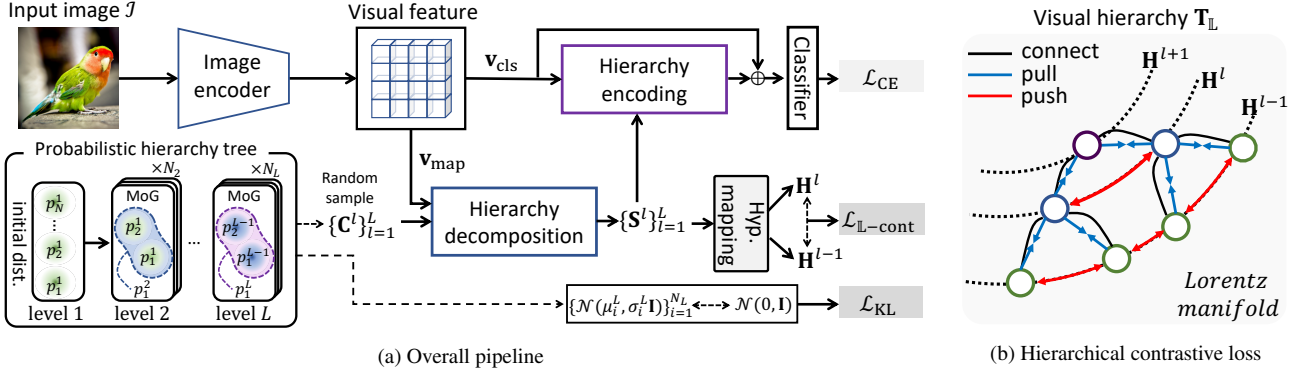 Input image 𝓘
Image
encoder
Visual feature
v_cls
v_map
Hierarchy
encoding
⊕
Classifier
ℒ_CE
Probabilistic hierarchy tree
initial dist.
p_N^1
⋮
p_2^1
p_1^1
level 1
×N_2
MoG
p_2^1
p_1^1
p_1^2
level 2
...
×N_L
MoG
p_2^{L-1}
p_1^{L-1}
p_1^L
level L
Random
sample
{C^l}_{l=1}^L
Hierarchy
decomposition
{S^l}_{l=1}^L
Hyp.
mapping
H^l
H^{l-1}
ℒ_{𝕃-cont}
{𝒩(μ_i^L, σ_i^L I)}_{i=1}^{N_L}
𝒩(0, I)
ℒ_KL
(a) Overall pipeline
Visual hierarchy T_𝕃
connect
pull
push
H^{l+1}
H^l
H^{l-1}
Lorentz
manifold
(b) Hierarchical contrastive loss